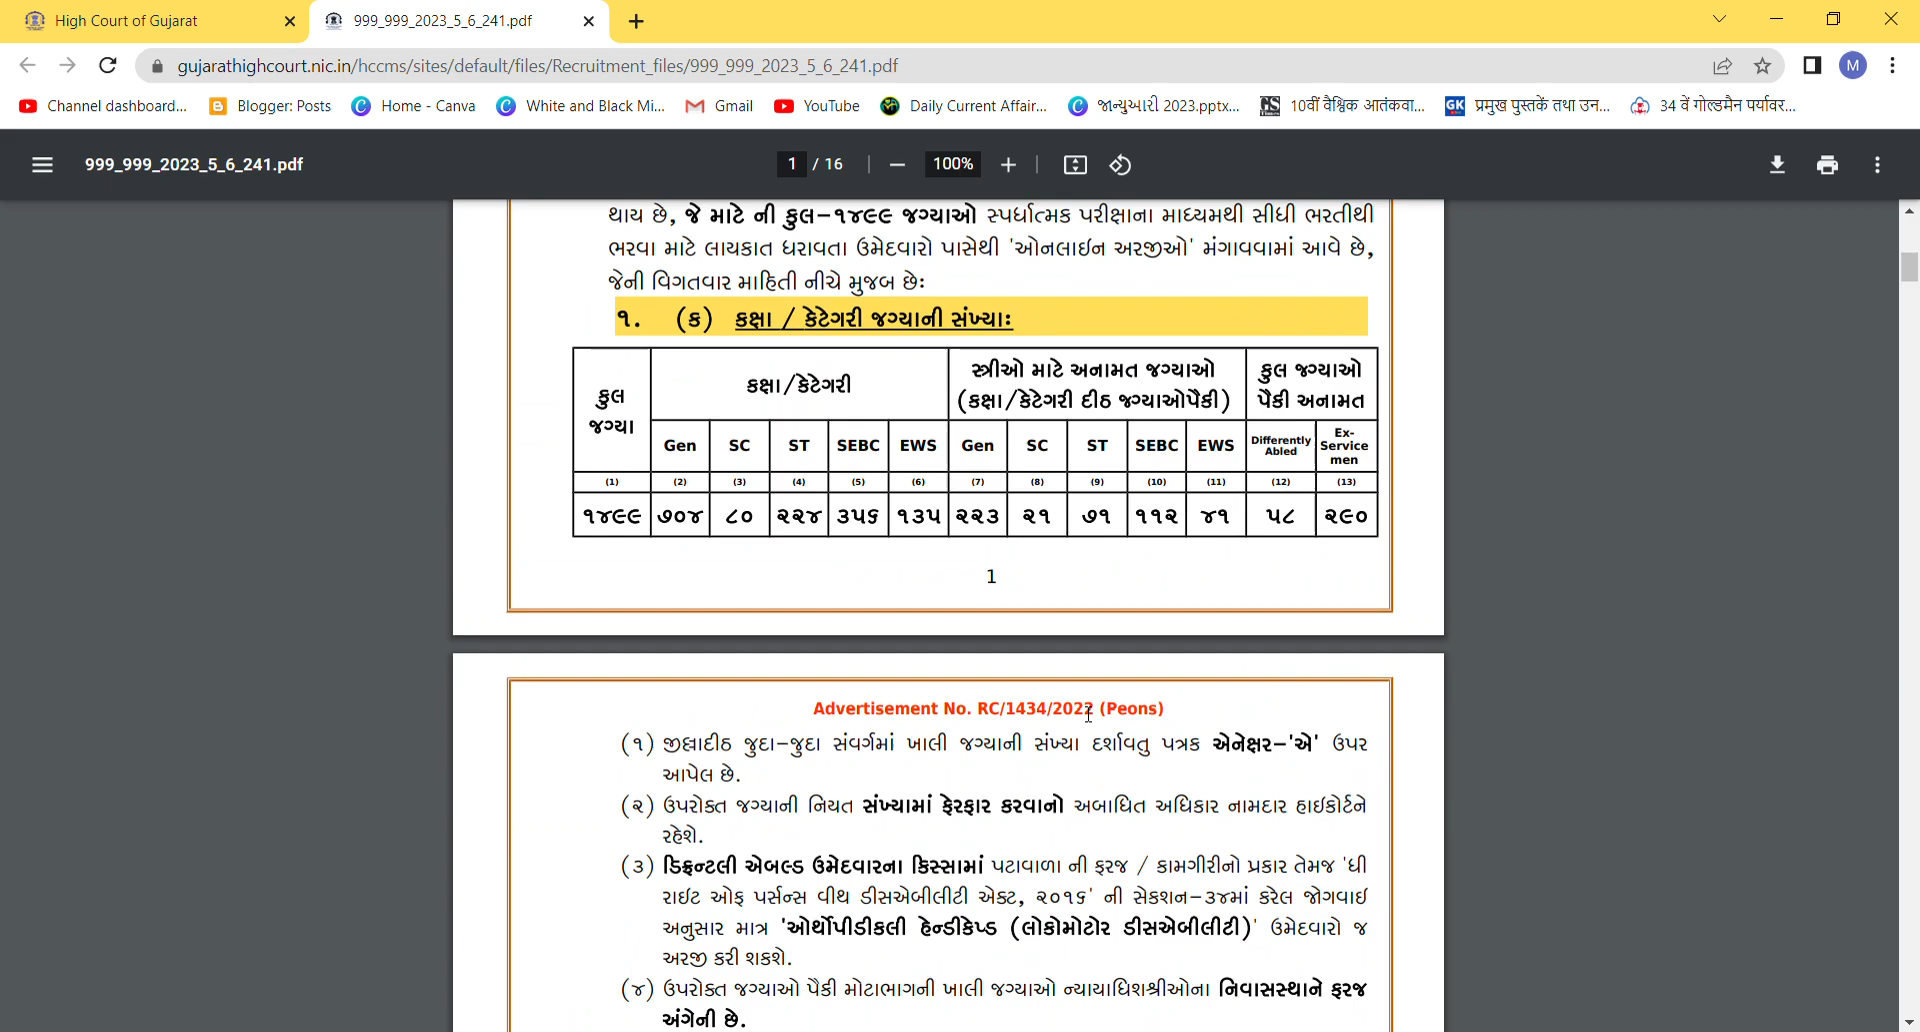 High Court of Gujarat
999_999_2023_5_6_241.pdf
gujarathighcourt.nic.in/hccms/sites/default/files/Recruitment_files/999_999_2023_5_6_241.pdf
M
Channel dashboard...
Blogger: Posts
Home - Canva
White and Black Mi...
Gmail
YouTube
Daily Current Affair...
જાન્યુઆરી 2023.pptx...
10वीं वैश्विक आतंकवा...
प्रमुख पुस्तकें तथा उन...
34 वें गोल्डमैन पर्यावर...
999_999_2023_5_6_241.pdf
1 / 16
100%
થાય છે, જે માટે ની કુલ-૧૪૯૯ જગ્યાઓ સ્પર્ધાત્મક પરીક્ષાના માધ્યમથી સીધી ભરતીથી
ભરવા માટે લાયકાત ધરાવતા ઉમેદવારો પાસેથી 'ઓનલાઇન અરજીઓ' મંગાવવામાં આવે છે,
જેની વિગતવાર માહિતી નીચે મુજબ છેઃ
૧. (ક) કક્ષા / કેટેગરી જગ્યાની સંખ્યાઃ
કુલ જગ્યા
કક્ષા/કેટેગરી
સ્ત્રીઓ માટે અનામત જગ્યાઓ
(કક્ષા/કેટેગરી દીઠ જગ્યાઓપૈકી)
કુલ જગ્યાઓ
પૈકી અનામત
Gen SC ST SEBC EWS Gen SC ST SEBC EWS Differently Abled Ex-Service men
(1) (2) (3) (4) (5) (6) (7) (8) (9) (10) (11) (12) (13)
૧૪૯૯ ૭૦૪ ૮૦ ૨૨૪ ૩૫૬ ૧૩૫ ૨૨૩ ૨૧ ૭૧ ૧૧૨ ૪૧ ૫૮ ૨૯૦
1
Advertisement No. RC/1434/2022 (Peons)
(૧) જીલ્લાદીઠ જુદા-જુદા સંવર્ગમાં ખાલી જગ્યાની સંખ્યા દર્શાવતુ પત્રક એનેક્ષર-'એ' ઉપર
આપેલ છે.
(૨) ઉપરોક્ત જગ્યાની નિયત સંખ્યામાં ફેરફાર કરવાનો અબાધિત અધિકાર નામદાર હાઇકોર્ટને
રહેશે.
(૩) ડિફ્રન્ટલી એબલ્ડ ઉમેદવારના કિસ્સામાં પટાવાળા ની ફરજ / કામગીરીનો પ્રકાર તેમજ 'ધી
રાઇટ ઓફ પર્સન્સ વીથ ડીસએબીલીટી એક્ટ, ૨૦૧૬' ની સેકશન-૩૪માં કરેલ જોગવાઇ
અનુસાર માત્ર 'ઓર્થોપીડીકલી હેન્ડીકેપ્ડ (લોકોમોટોર ડીસએબીલીટી)' ઉમેદવારો જ
અરજી કરી શકશે.
(૪) ઉપરોક્ત જગ્યાઓ પૈકી મોટાભાગની ખાલી જગ્યાઓ ન્યાયાધિશશ્રીઓના નિવાસસ્થાને ફરજ
અંગેની છે.